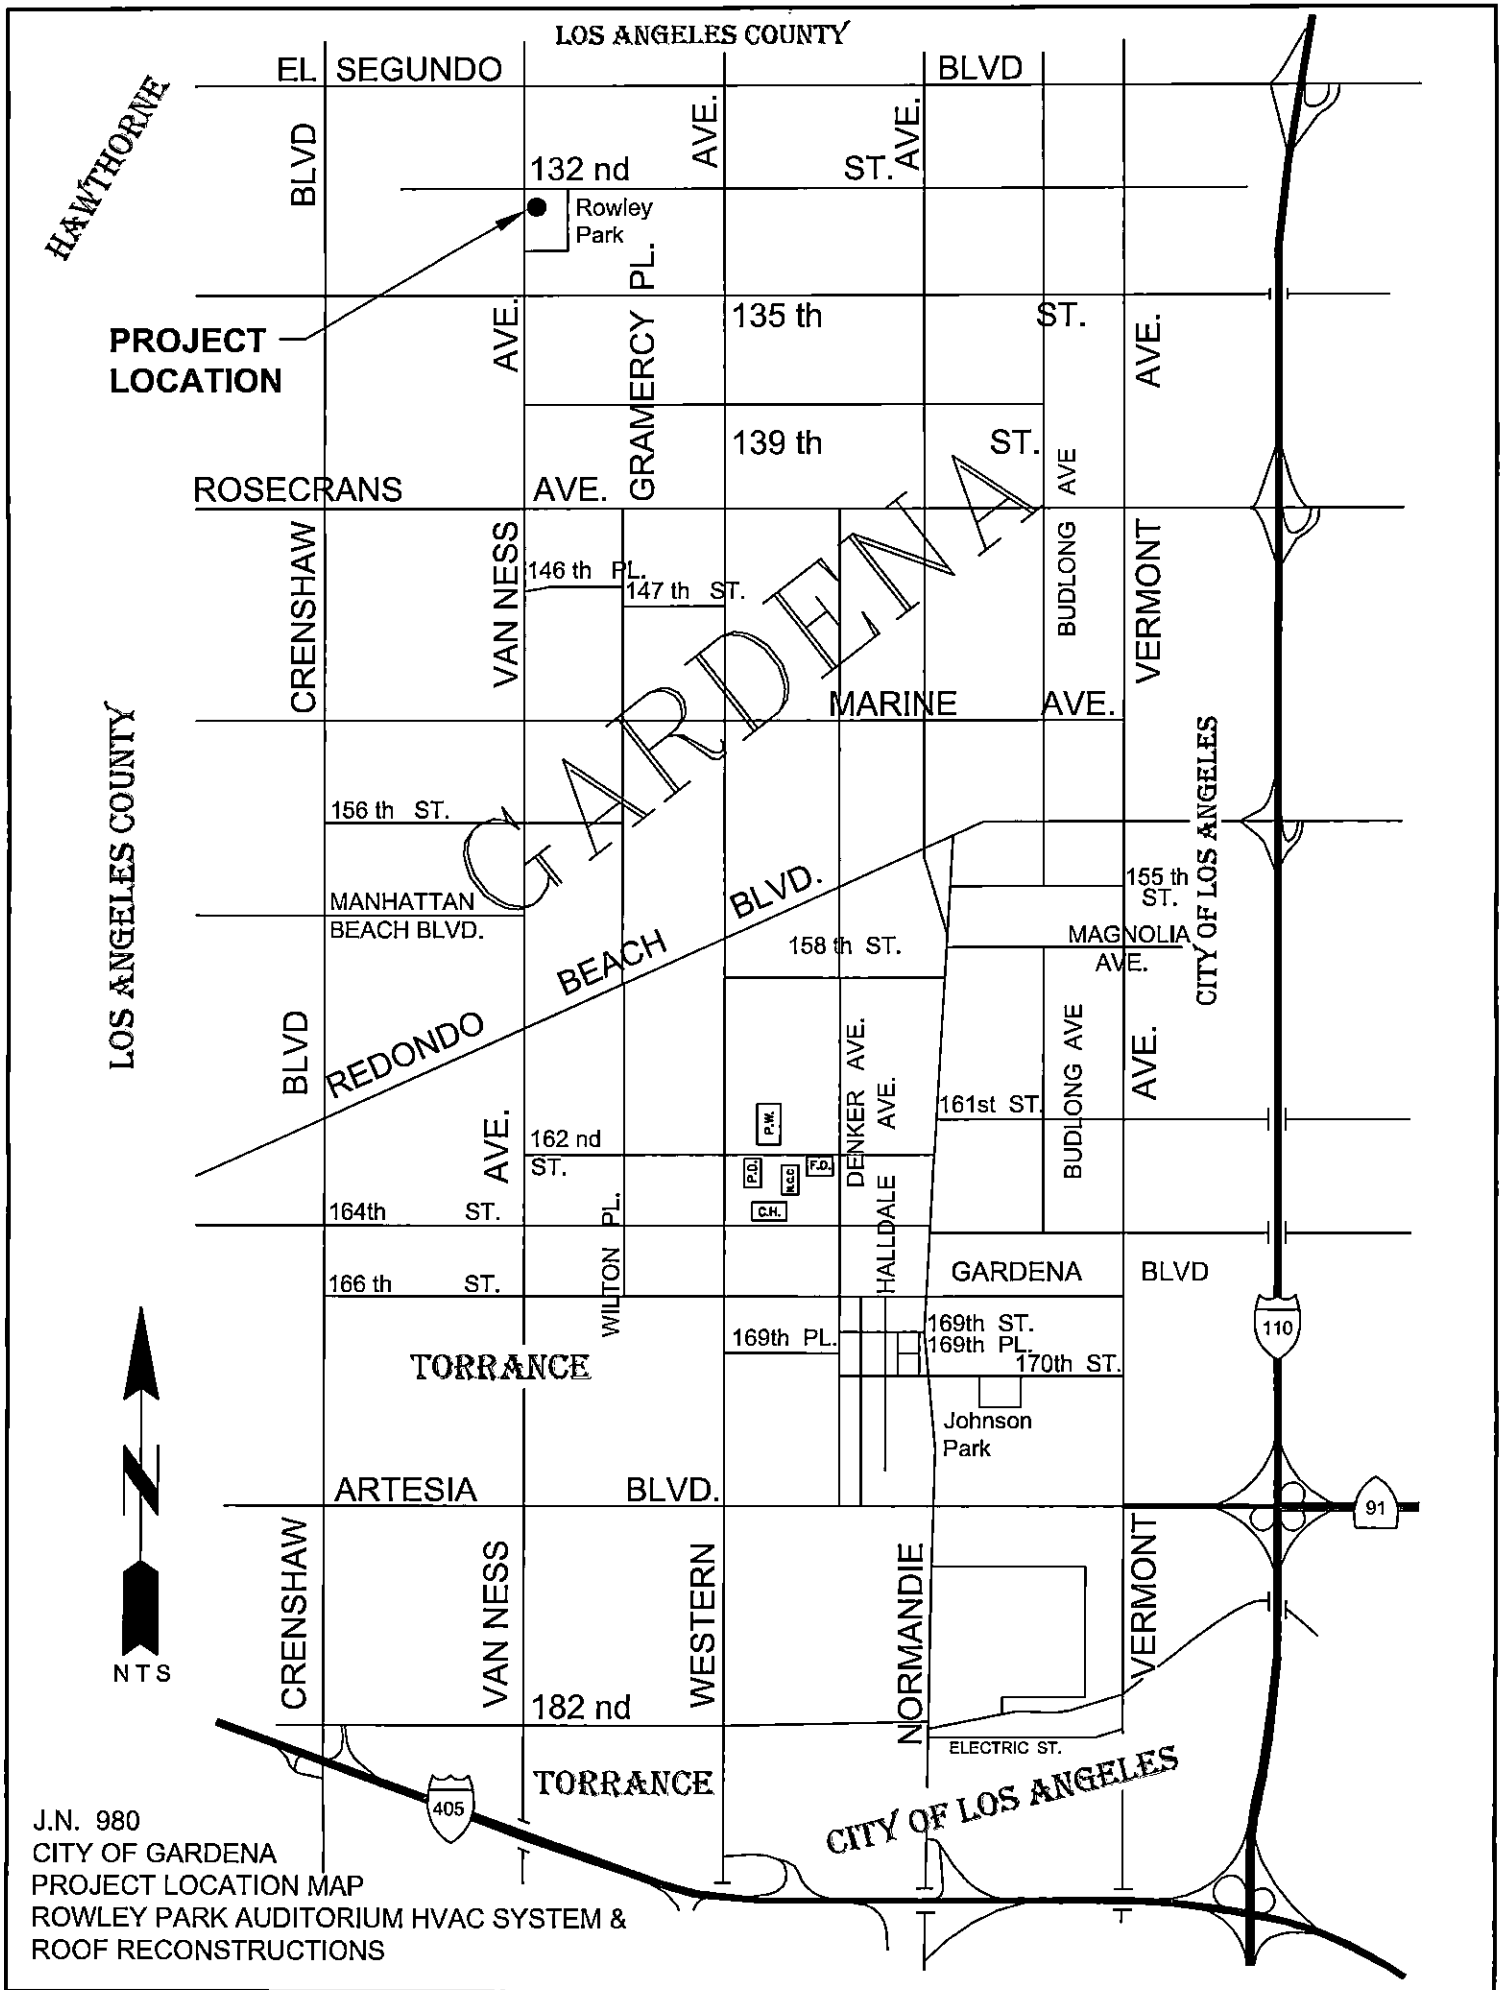 LOS ANGELES COUNTY
EL SEGUNDO BLVD
HAWTHORNE
BLVD
AVE.
AVE.
132 nd ST.
Rowley
Park
PROJECT
LOCATION
AVE.
GRAMERCY PL.
135 th ST.
AVE.
139 th ST.
ROSECRANS AVE.
CRENSHAW
VAN NESS
146 th PL.
147 th ST.
BUDLONG AVE
VERMONT
GARDENA
MARINE AVE.
LOS ANGELES COUNTY
CITY OF LOS ANGELES
156 th ST.
MANHATTAN
BEACH BLVD.
REDONDO BEACH BLVD.
155 th
ST.
158 th ST.
MAGNOLIA
AVE.
BLVD
AVE.
DENKER AVE.
HALLDALE AVE.
BUDLONG AVE
AVE.
161st ST.
162 nd
ST.
P.W.
P.D.
N.C.C
F.D.
C.H.
164th ST.
WILTON PL.
166 th ST.
GARDENA BLVD
169th PL.
169th ST.
169th PL.
170th ST.
110
TORRANCE
Johnson
Park
N
NTS
ARTESIA BLVD.
91
CRENSHAW
VAN NESS
WESTERN
NORMANDIE
VERMONT
182 nd
ELECTRIC ST.
TORRANCE
CITY OF LOS ANGELES
405
J.N. 980
CITY OF GARDENA
PROJECT LOCATION MAP
ROWLEY PARK AUDITORIUM HVAC SYSTEM &
ROOF RECONSTRUCTIONS